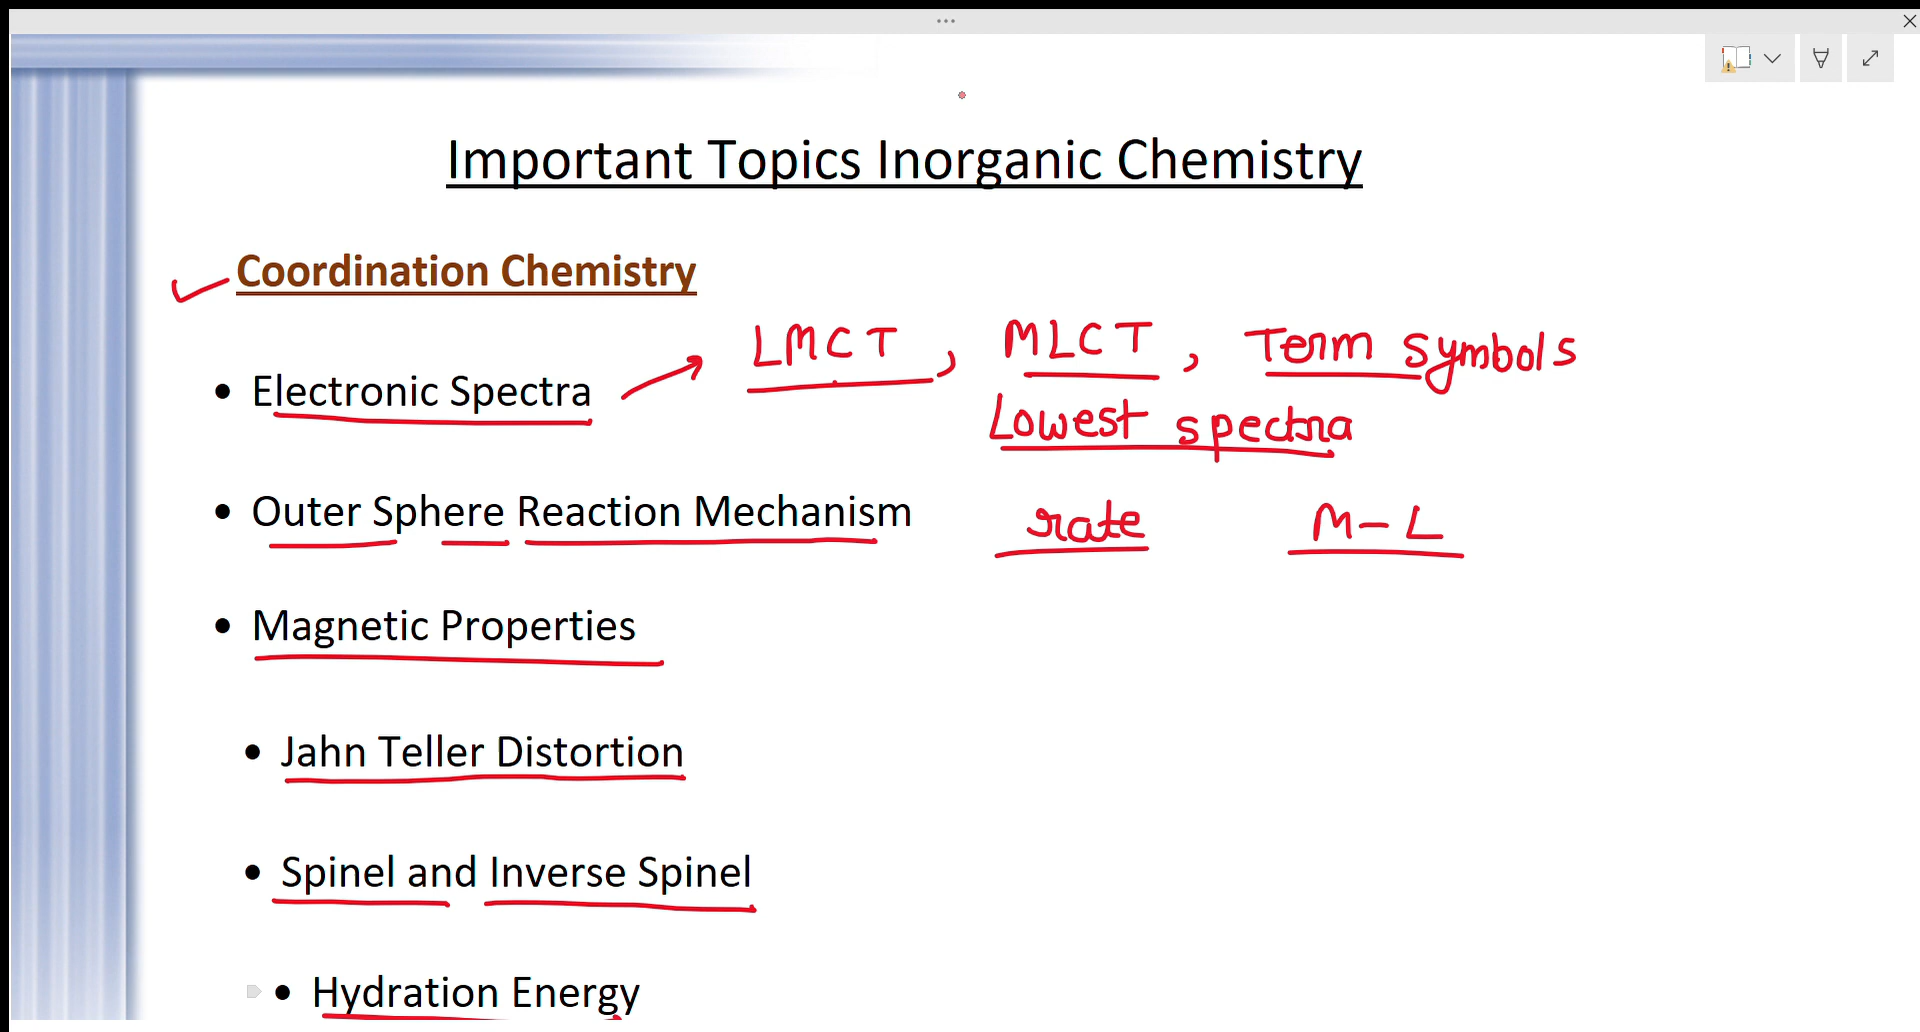 Important Topics Inorganic Chemistry
Coordination Chemistry
• Electronic Spectra → LMCT, MLCT, Term symbols
Lowest spectra
• Outer Sphere Reaction Mechanism rate M-L
• Magnetic Properties
• Jahn Teller Distortion
• Spinel and Inverse Spinel
• Hydration Energy